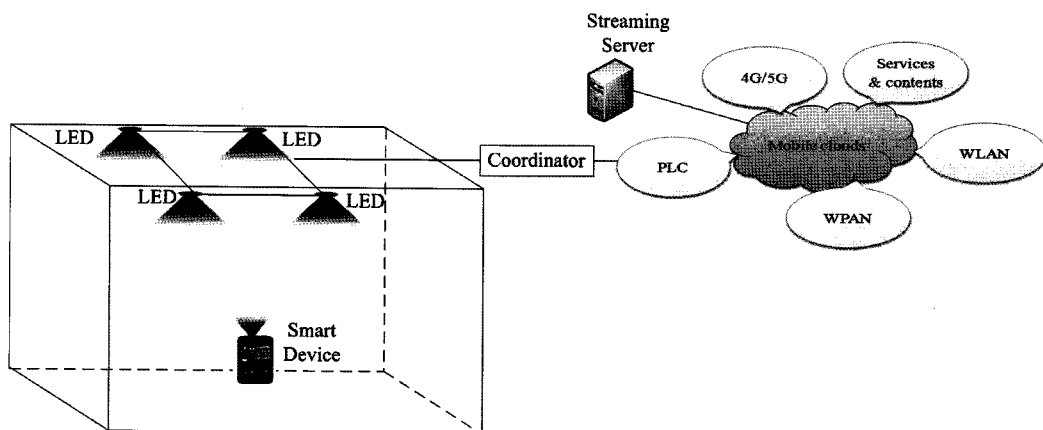 Streaming
Server
4G/5G
Services
& contents
LED
LED
Coordinator
PLC
Mobile clouds
WLAN
LED
LED
WPAN
Smart
Device